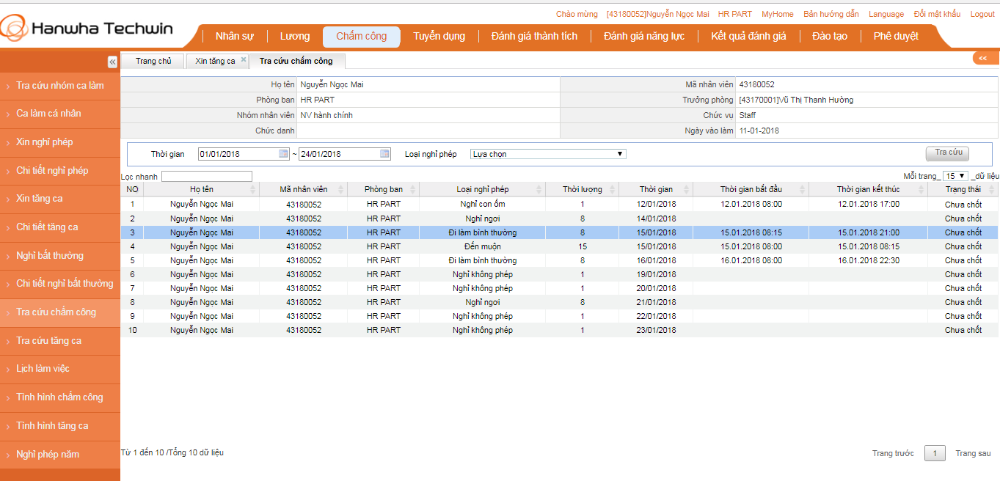 Chào mừng [43180052]Nguyễn Ngọc Mai HR PART MyHome Bản hướng dẫn Language Đổi mật khẩu Logout
Hanwha Techwin
Nhân sự Lương Chấm công Tuyển dụng Đánh giá thành tích Đánh giá năng lực Kết quả đánh giá Đào tạo Phê duyệt
« Trang chủ Xin tăng ca × Tra cứu chấm công <<
Tra cứu nhóm ca làm
Ca làm cá nhân
Xin nghỉ phép
Chi tiết nghỉ phép
Xin tăng ca
Chi tiết tăng ca
Nghỉ bất thường
Chi tiết nghỉ bất thường
Tra cứu chấm công
Tra cứu tăng ca
Lịch làm việc
Tình hình chấm công
Tình hình tăng ca
Nghỉ phép năm
Họ tên Nguyễn Ngọc Mai Mã nhân viên 43180052
Phòng ban HR PART Trưởng phòng [43170001]Vũ Thị Thanh Hường
Nhóm nhân viên NV hành chính Chức vụ Staff
Chức danh Ngày vào làm 11-01-2018
Thời gian 01/01/2018 ~ 24/01/2018 Loại nghỉ phép Lựa chọn Tra cứu
Lọc nhanh Mỗi trang_ 15 _dữ liệu
NO Họ tên Mã nhân viên Phòng ban Loại nghỉ phép Thời lượng Thời gian Thời gian bắt đầu Thời gian kết thúc Trạng thái
1 Nguyễn Ngọc Mai 43180052 HR PART Nghỉ con ốm 1 12/01/2018 12.01.2018 08:00 12.01.2018 17:00 Chưa chốt
2 Nguyễn Ngọc Mai 43180052 HR PART Nghỉ ngơi 8 14/01/2018 Chưa chốt
3 Nguyễn Ngọc Mai 43180052 HR PART Đi làm bình thường 8 15/01/2018 15.01.2018 08:15 15.01.2018 21:00 Chưa chốt
4 Nguyễn Ngọc Mai 43180052 HR PART Đến muộn 15 15/01/2018 15.01.2018 08:00 15.01.2018 08:15 Chưa chốt
5 Nguyễn Ngọc Mai 43180052 HR PART Đi làm bình thường 8 16/01/2018 16.01.2018 08:00 16.01.2018 22:30 Chưa chốt
6 Nguyễn Ngọc Mai 43180052 HR PART Nghỉ không phép 1 19/01/2018 Chưa chốt
7 Nguyễn Ngọc Mai 43180052 HR PART Nghỉ không phép 1 20/01/2018 Chưa chốt
8 Nguyễn Ngọc Mai 43180052 HR PART Nghỉ ngơi 8 21/01/2018 Chưa chốt
9 Nguyễn Ngọc Mai 43180052 HR PART Nghỉ không phép 1 22/01/2018 Chưa chốt
10 Nguyễn Ngọc Mai 43180052 HR PART Nghỉ không phép 1 23/01/2018 Chưa chốt
Từ 1 đến 10 /Tổng 10 dữ liệu Trang trước 1 Trang sau